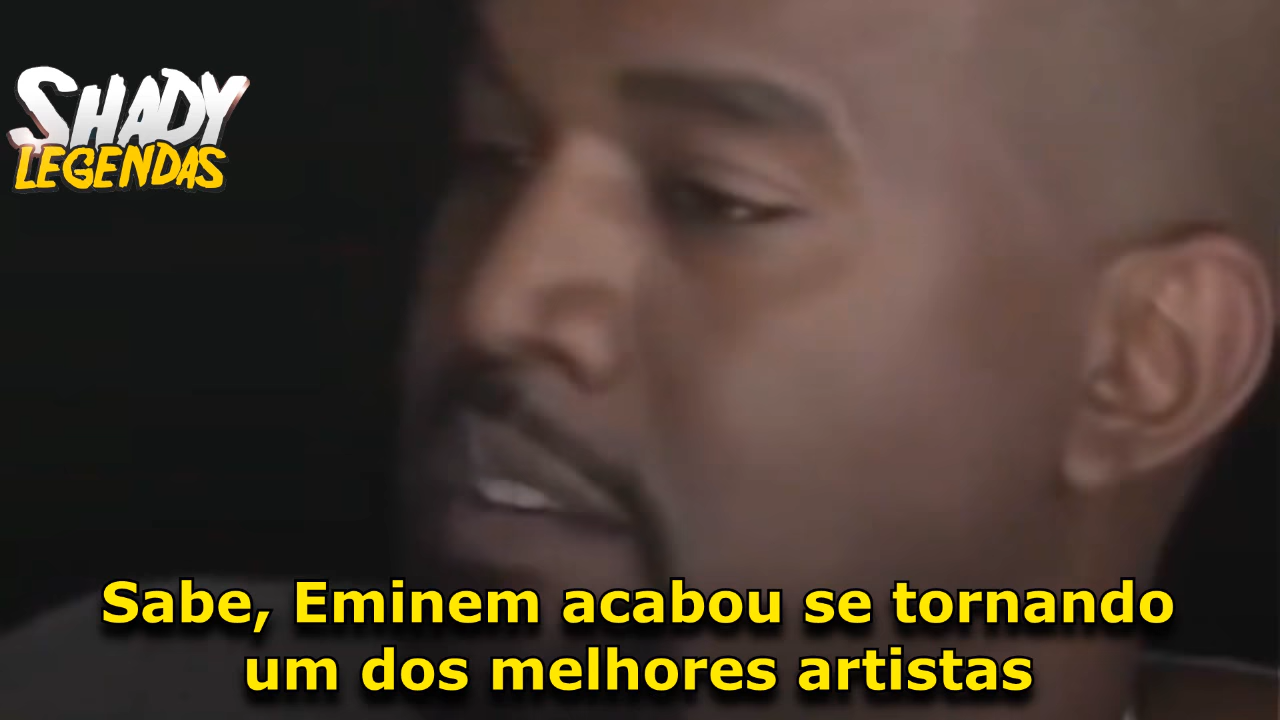 SHADY
LEGENDAS
Sabe, Eminem acabou se tornando
um dos melhores artistas